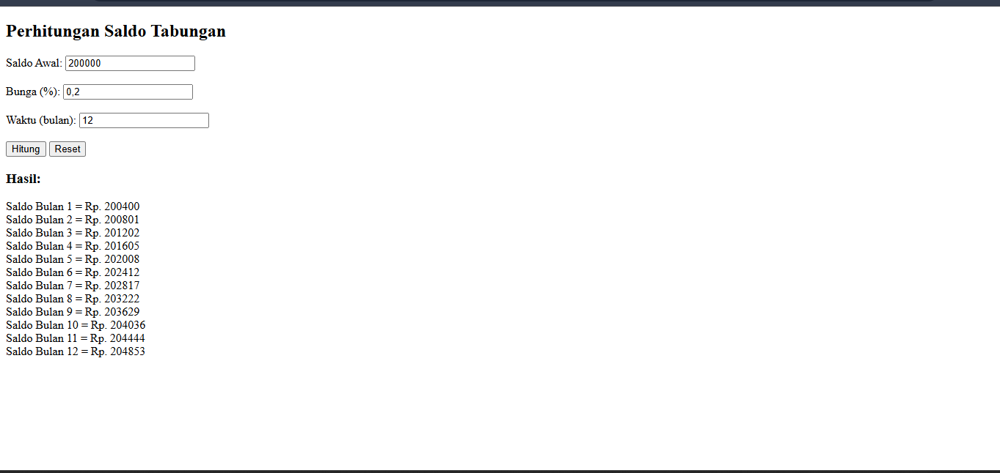 Perhitungan Saldo Tabungan
Saldo Awal: 200000
Bunga (%): 0,2
Waktu (bulan): 12
Hitung Reset
Hasil:
Saldo Bulan 1 = Rp. 200400
Saldo Bulan 2 = Rp. 200801
Saldo Bulan 3 = Rp. 201202
Saldo Bulan 4 = Rp. 201605
Saldo Bulan 5 = Rp. 202008
Saldo Bulan 6 = Rp. 202412
Saldo Bulan 7 = Rp. 202817
Saldo Bulan 8 = Rp. 203222
Saldo Bulan 9 = Rp. 203629
Saldo Bulan 10 = Rp. 204036
Saldo Bulan 11 = Rp. 204444
Saldo Bulan 12 = Rp. 204853